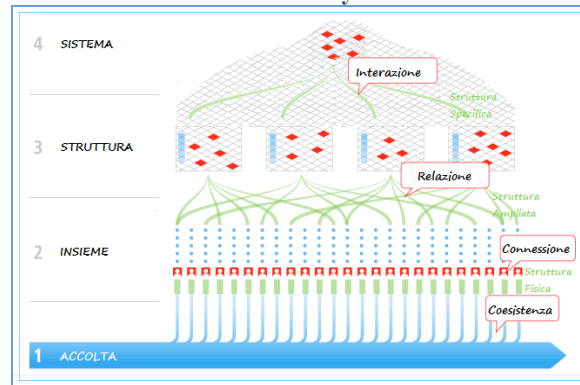 4 SISTEMA
Interazione
Struttura
Specifica
3 STRUTTURA
Relazione
Struttura
Ampliata
2 INSIEME
Connessione
Struttura
Fisica
Coesistenza
1 ACCOLTA